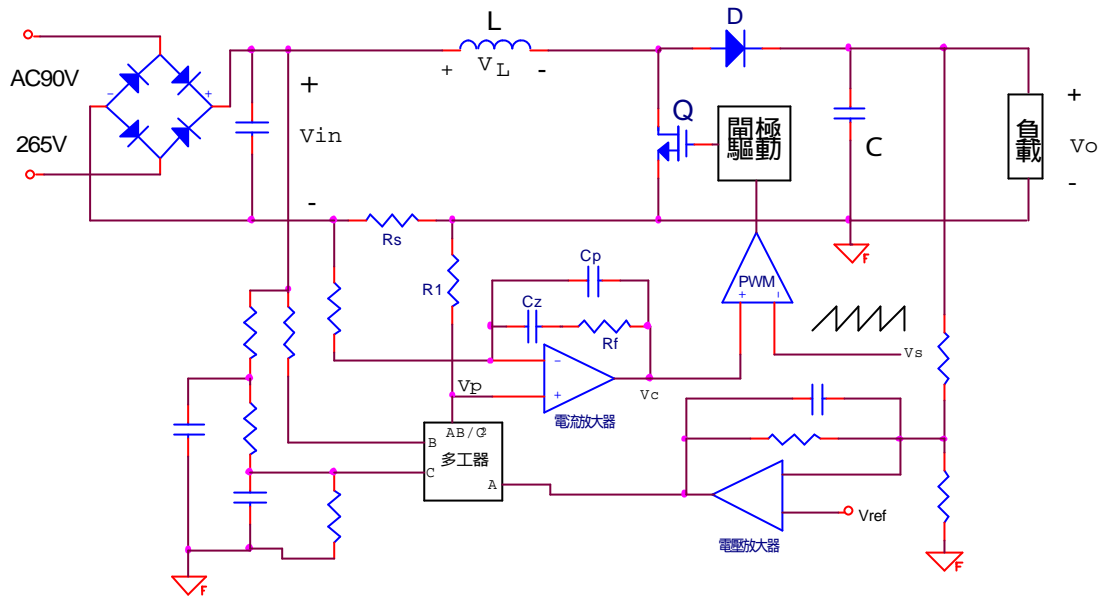 L
D
AC90V
265V
-
+
+
Vin
-
+
VL
-
Q
閘極
驅動
C
負載
+
Vo
-
Rs
R1
Cp
Cz
Rf
PWM
+
-
F
Vs
-
+
Vp
Vc
電流放大器
AB/C²
B
多工器
C
A
Vref
電壓放大器
F
F